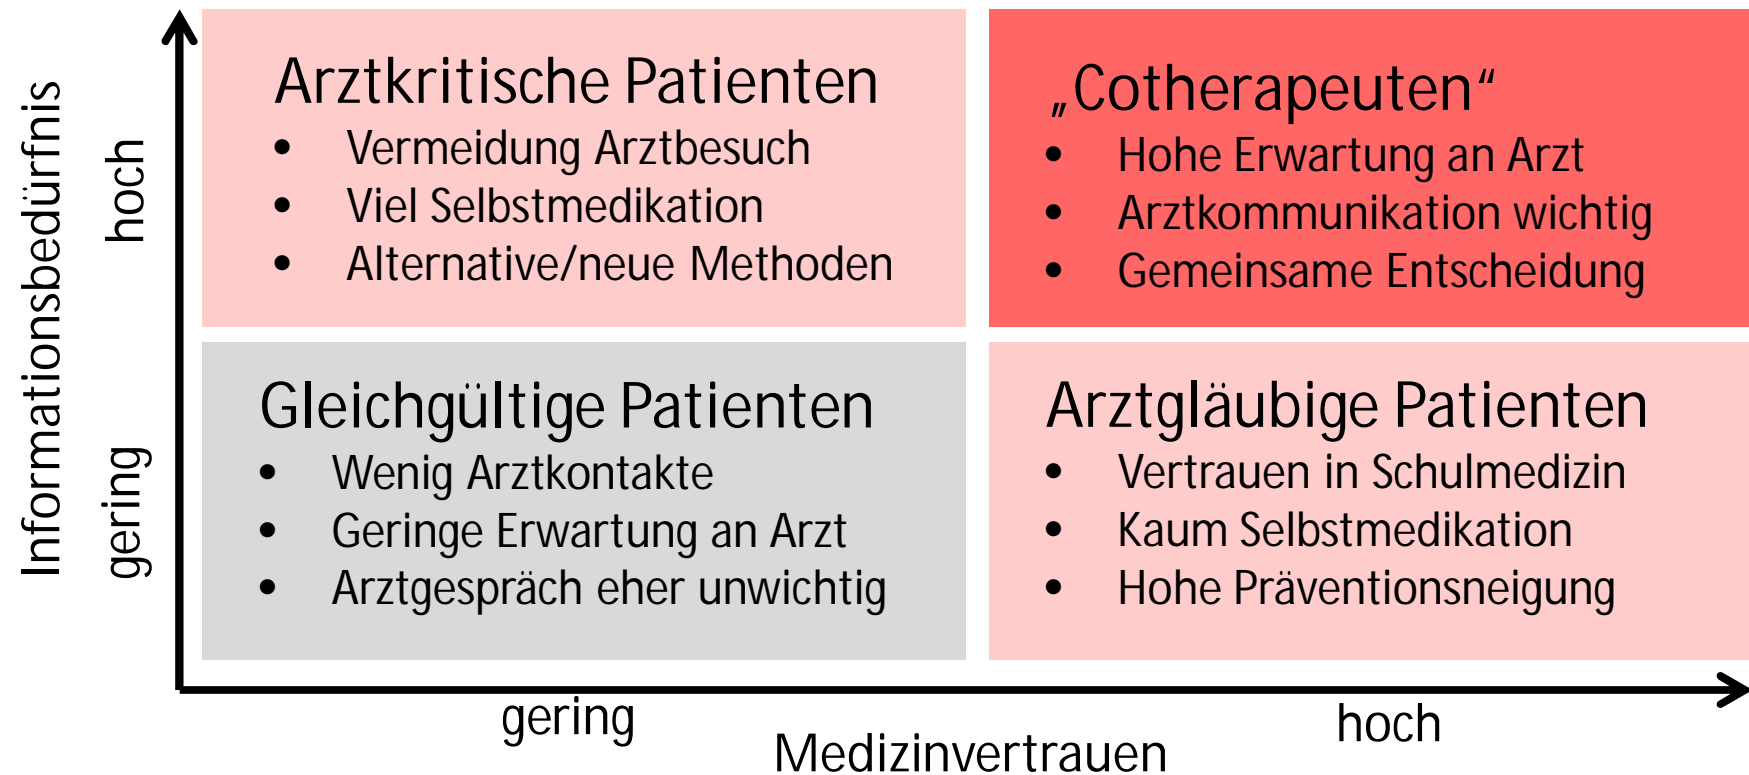 Informationsbedürfnis
hoch
gering
Arztkritische Patienten
• Vermeidung Arztbesuch
• Viel Selbstmedikation
• Alternative/neue Methoden
„Cotherapeuten“
• Hohe Erwartung an Arzt
• Arztkommunikation wichtig
• Gemeinsame Entscheidung
Gleichgültige Patienten
• Wenig Arztkontakte
• Geringe Erwartung an Arzt
• Arztgespräch eher unwichtig
Arztgläubige Patienten
• Vertrauen in Schulmedizin
• Kaum Selbstmedikation
• Hohe Präventionsneigung
gering
hoch
Medizinvertrauen